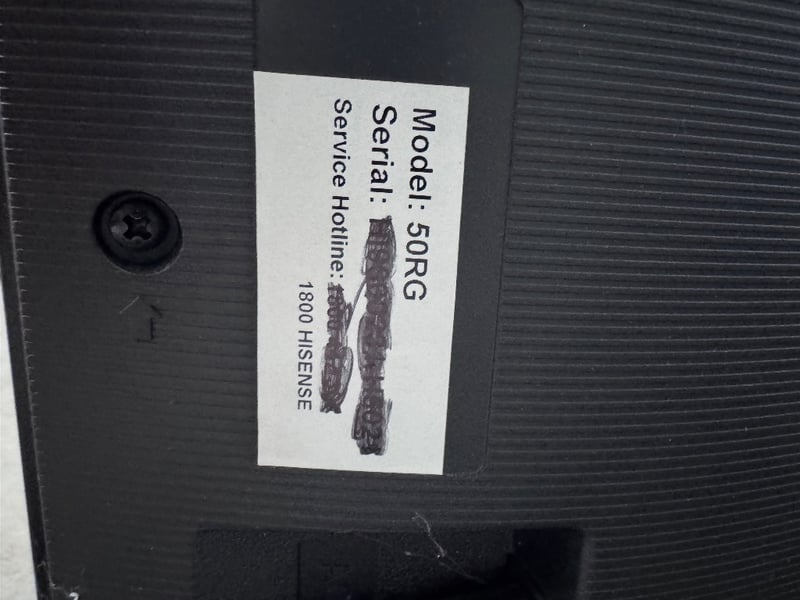 Model: 50RG
Serial:
Service Hotline:
1800 HISENSE